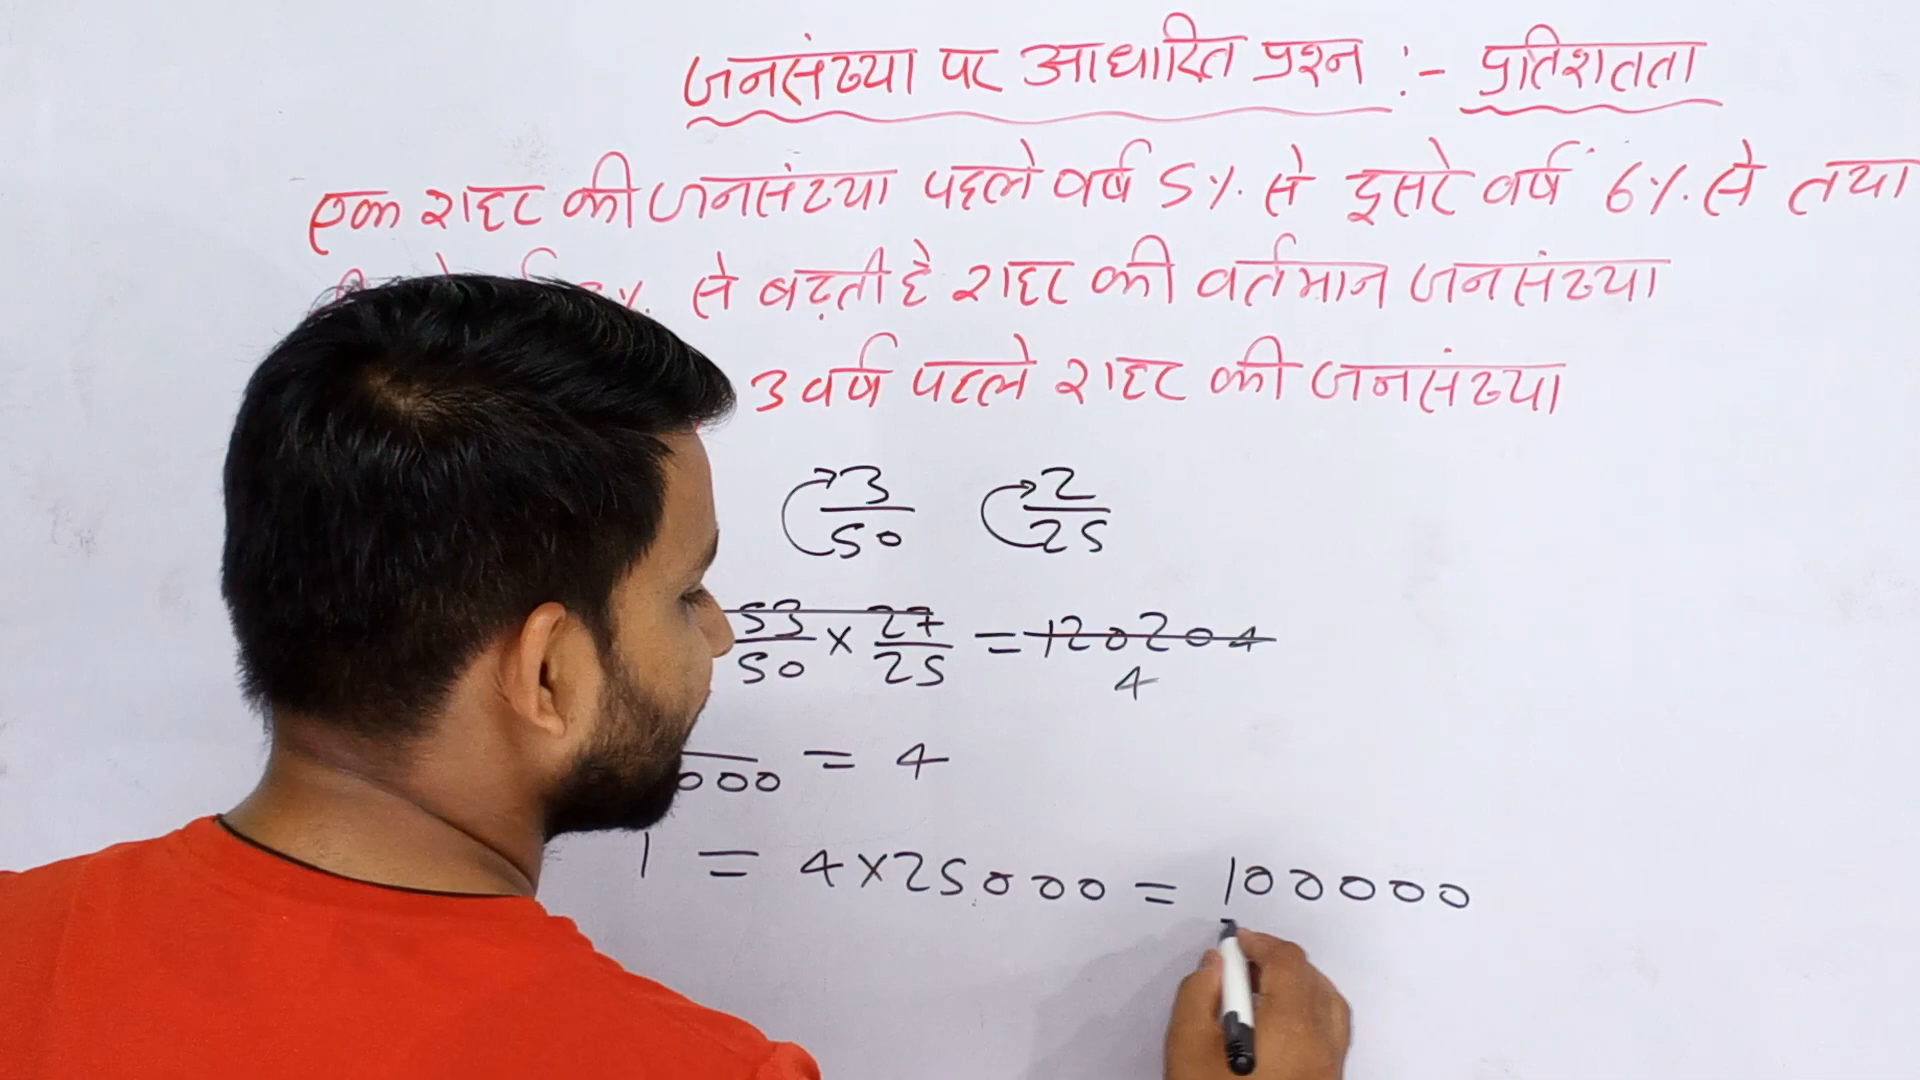 जनसंख्या पर आधारित प्रश्न :- प्रतिशतता
एक शहर की जनसंख्या पहले वर्ष 5% से दूसरे वर्ष 6% से तथा
% से बढ़ती है शहर की वर्तमान जनसंख्या
3 वर्ष पहले शहर की जनसंख्या
3/50 2/25
53/50 × 27/25 = 120204
4
000 = 4
1 = 4×25000 = 100000